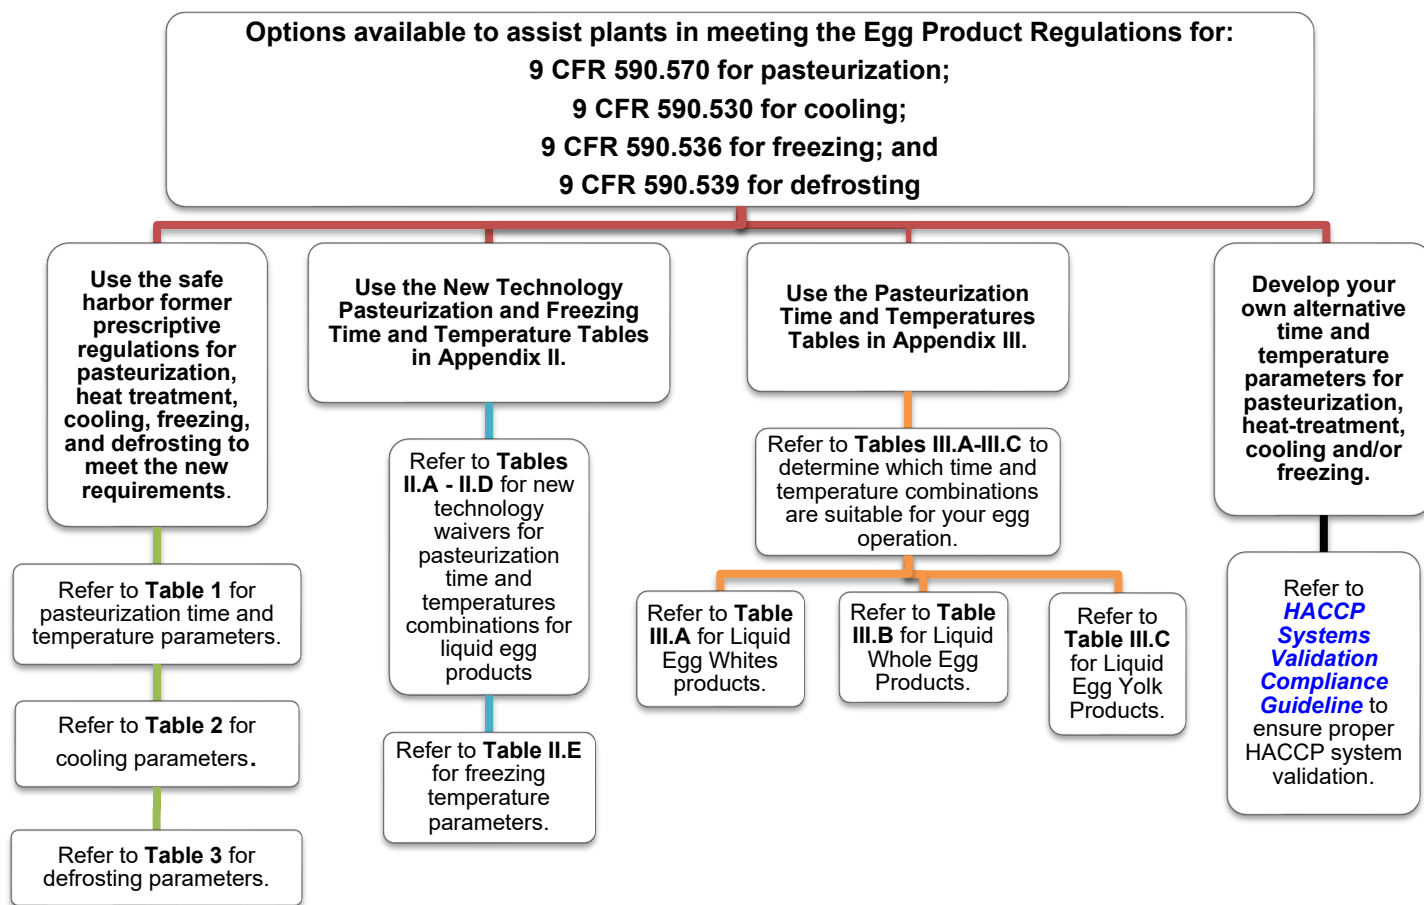 Options available to assist plants in meeting the Egg Product Regulations for:
9 CFR 590.570 for pasteurization;
9 CFR 590.530 for cooling;
9 CFR 590.536 for freezing; and
9 CFR 590.539 for defrosting
Use the safe
harbor former
prescriptive
regulations for
pasteurization,
heat treatment,
cooling, freezing,
and defrosting to
meet the new
requirements.
Refer to Table 1 for
pasteurization time and
temperature parameters.
Refer to Table 2 for
cooling parameters.
Refer to Table 3 for
defrosting parameters.
Use the New Technology
Pasteurization and Freezing
Time and Temperature Tables
in Appendix II.
Refer to Tables
II.A - II.D for new
technology
waivers for
pasteurization
time and
temperatures
combinations for
liquid egg
products
Refer to Table II.E
for freezing
temperature
parameters.
Use the Pasteurization
Time and Temperatures
Tables in Appendix III.
Refer to Tables III.A-III.C to
determine which time and
temperature combinations
are suitable for your egg
operation.
Refer to Table
III.A for Liquid
Egg Whites
products.
Refer to Table
III.B for Liquid
Whole Egg
Products.
Refer to
Table III.C
for Liquid
Egg Yolk
Products.
Develop your
own alternative
time and
temperature
parameters for
pasteurization,
heat-treatment,
cooling and/or
freezing.
Refer to
HACCP
Systems
Validation
Compliance
Guideline to
ensure proper
HACCP system
validation.